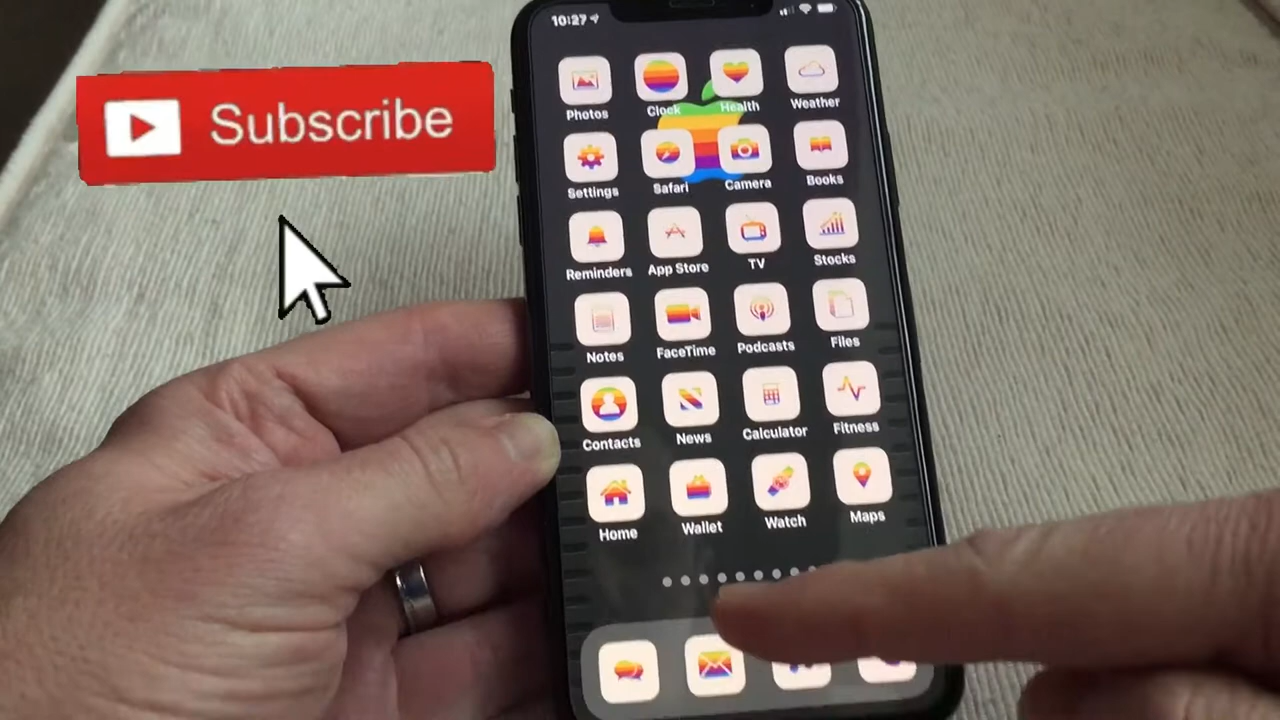 10:27
Subscribe
Photos Clock Health Weather
Settings Safari Camera Books
Reminders App Store TV Stocks
Notes FaceTime Podcasts Files
Contacts News Calculator Fitness
Home Wallet Watch Maps